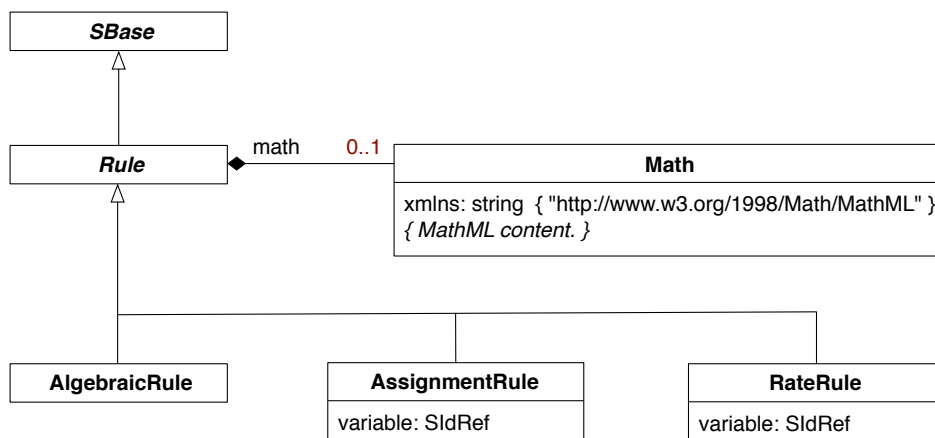 SBase
Rule
math 0..1
Math
xmlns: string { "http://www.w3.org/1998/Math/MathML" }
{ MathML content. }
AlgebraicRule
AssignmentRule
variable: SIdRef
RateRule
variable: SIdRef